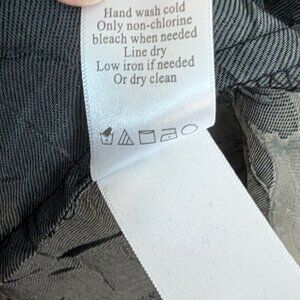 Hand wash cold
Only non-chlorine
bleach when needed
Line dry
Low iron if needed
Or dry clean